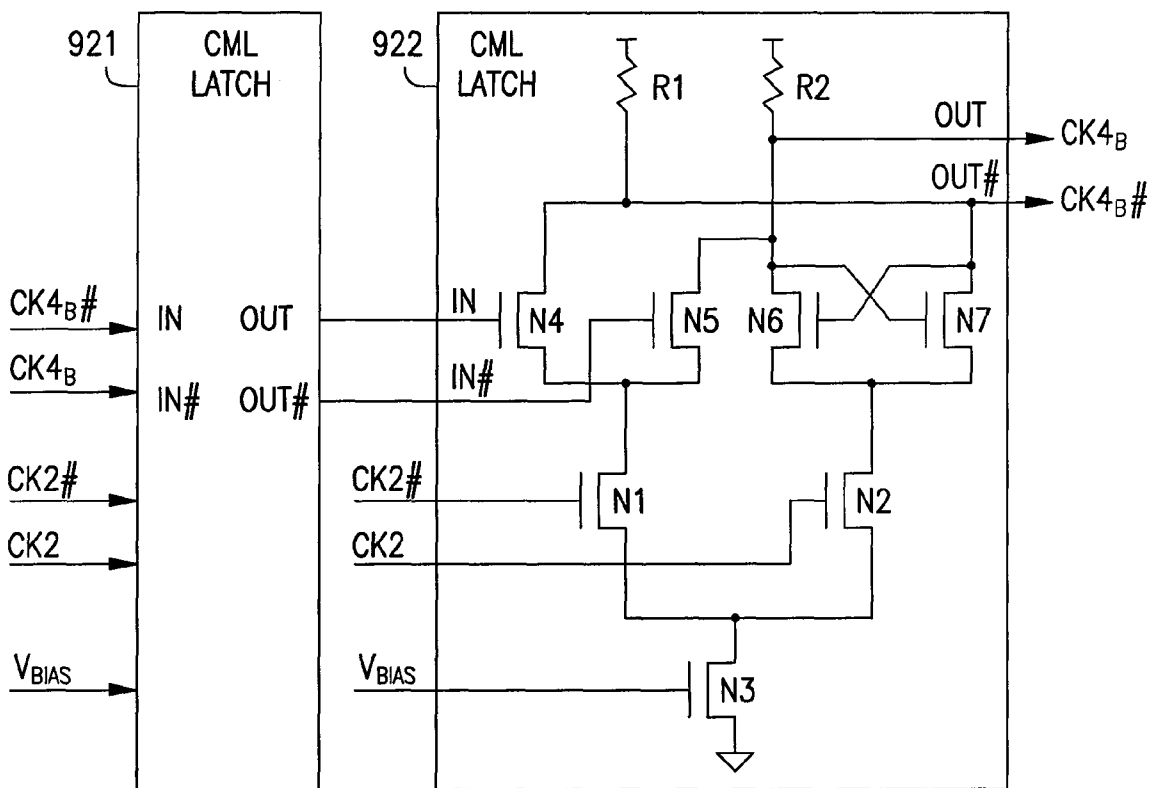 921
CML
LATCH
922
CML
LATCH
R1
R2
OUT
CK4B
OUT#
CK4B#
CK4B#
IN
OUT
IN
N4
N5
N6
N7
CK4B
IN#
OUT#
IN#
CK2#
CK2#
N1
N2
CK2
CK2
VBIAS
VBIAS
N3